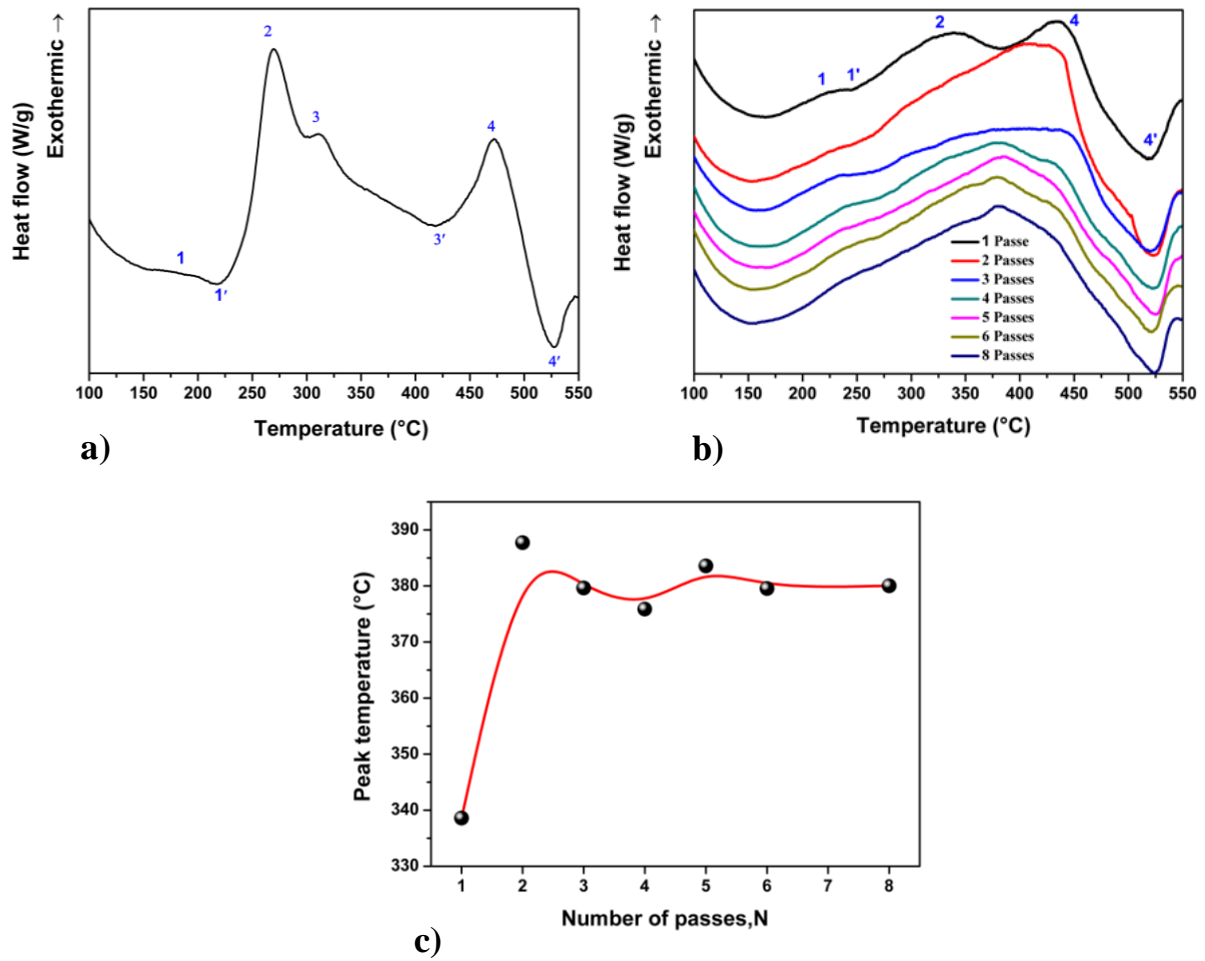 Heat flow (W/g)
Exothermic →
2
3
4
1
1'
3'
4'
100 150 200 250 300 350 400 450 500 550
Temperature (°C)
a)
Heat flow (W/g)
Exothermic →
2
4
1
1'
4'
1 Passe
2 Passes
3 Passes
4 Passes
5 Passes
6 Passes
8 Passes
100 150 200 250 300 350 400 450 500 550
Temperature (°C)
b)
Peak temperature (°C)
390
380
370
360
350
340
330
1 2 3 4 5 6 7 8
Number of passes,N
c)